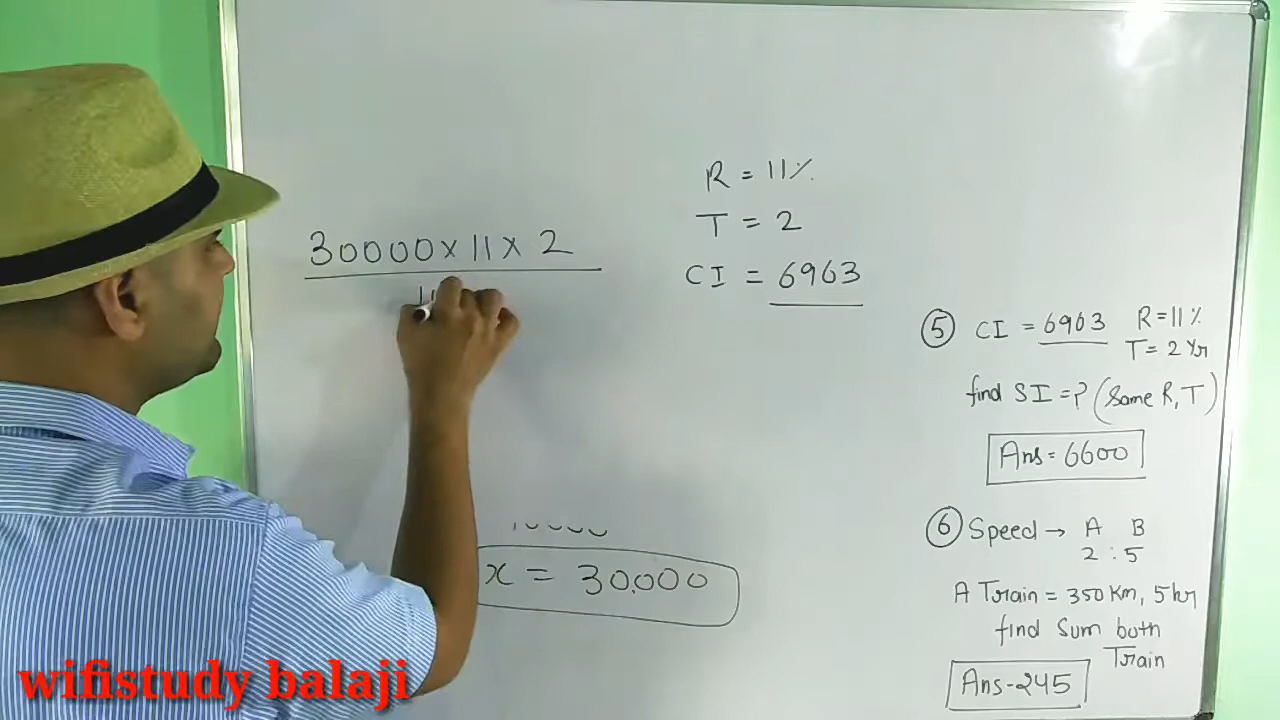 30000 x 11 x 2
R = 11%
T = 2
CI = 6963
x = 30,000
5 CI = 6963 R = 11%
T = 2 Yr
find SI = ? (Same R, T)
Ans = 6600
6 Speed → A B
2 : 5
A Train = 350 Km, 5 hr
find Sum both
Train
Ans - 245
wifistudy balaji